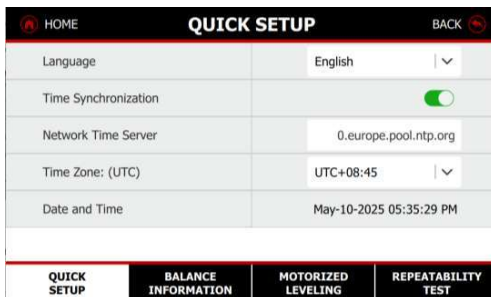 HOME QUICK SETUP BACK
Language English
Time Synchronization
Network Time Server 0.europe.pool.ntp.org
Time Zone: (UTC) UTC+08:45
Date and Time May-10-2025 05:35:29 PM
QUICK SETUP
BALANCE INFORMATION
MOTORIZED LEVELING
REPEATABILITY TEST